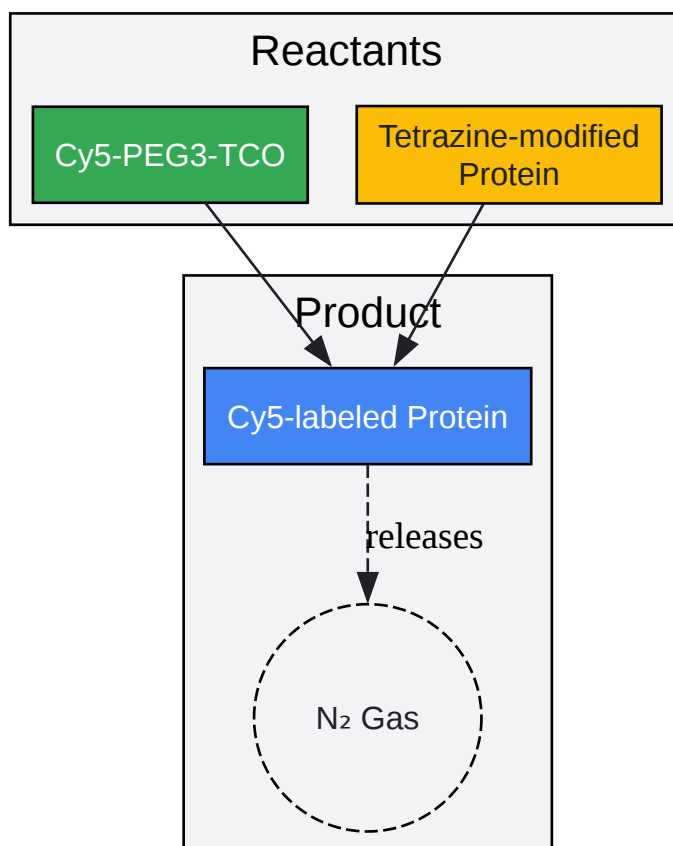 Reactants
Cy5-PEG3-TCO
Tetrazine-modified
Protein
Product
Cy5-labeled Protein
releases
N₂ Gas